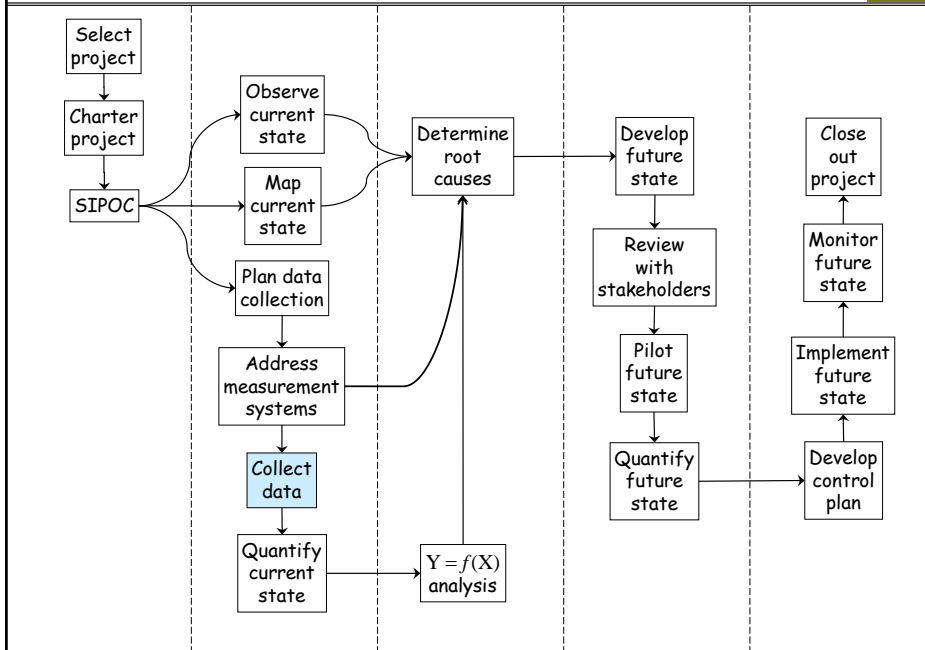 Select
project
Charter
project
SIPOC
Observe
current
state
Map
current
state
Plan data
collection
Address
measurement
systems
Collect
data
Quantify
current
state
Determine
root
causes
Y = f(X)
analysis
Develop
future
state
Review
with
stakeholders
Pilot
future
state
Quantify
future
state
Close
out
project
Monitor
future
state
Implement
future
state
Develop
control
plan